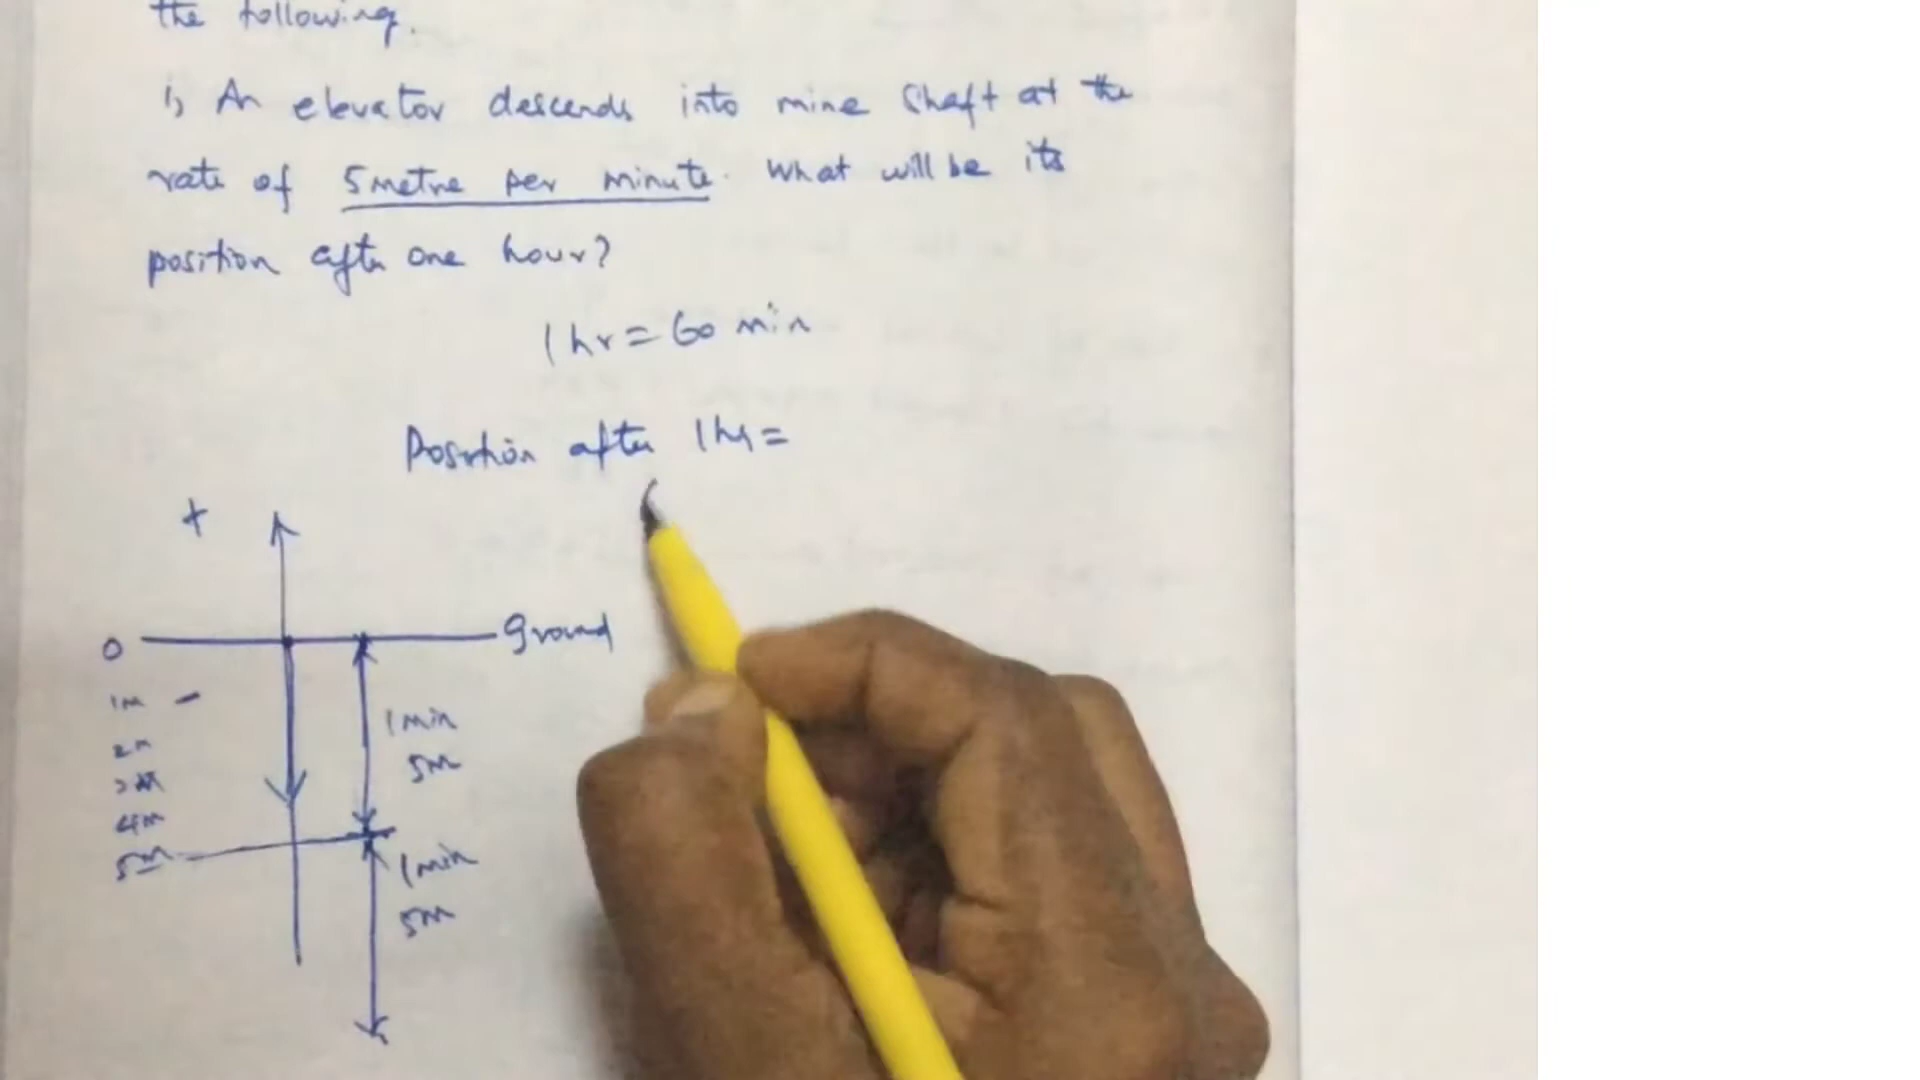 the following.
1, An elevator descends into mine shaft at the
rate of 5 metre per minute. What will be its
position after one hour?
1 hr = 60 min
Position after 1hr =
+
0
ground
1m -
1 min
2m
5m
3m
4m
5m
1 min
5m